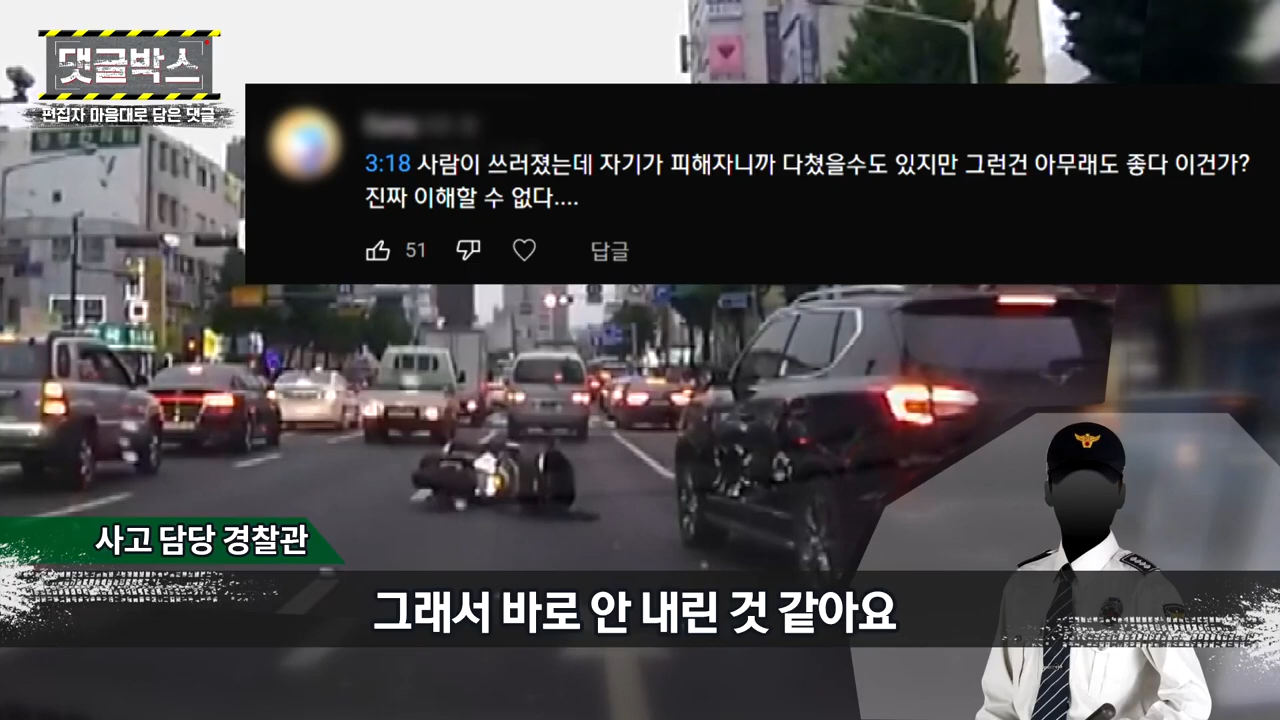 댓글박스
편집자 마음대로 담은 댓글
3:18 사람이 쓰러졌는데 자기가 피해자니까 다쳤을수도 있지만 그런건 아무래도 좋다 이건가?
진짜 이해할 수 없다....
51
답글
사고 담당 경찰관
그래서 바로 안 내린 것 같아요